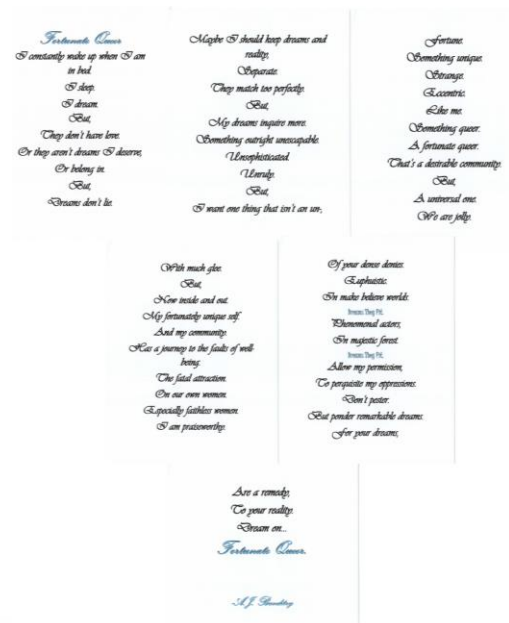 Fortunate Queer
I constantly wake up when I am
in bed.
I sleep.
I dream.
But,
They don't have love.
Or they aren't dreams I deserve,
Or belong in.
But,
Dreams don't lie.
Maybe I should keep dreams and
reality,
Separate.
They match too perfectly.
But,
My dreams inquire more.
Something outright unescapable.
Unsophisticated.
Unruly.
But,
I want one thing that isn't an un-,
Fortune.
Something unique.
Strange.
Eccentric.
Like me.
Something queer.
A fortunate queer.
That's a desirable community.
But,
A universal one.
We are jolly.
With much glee.
But,
Now inside and out.
My fortunately unique self.
And my community.
Has a journey to the faults of well-
being.
The fatal attraction.
On our own women.
Especially faithless women.
I am praiseworthy.
Of your dense denies.
Euphuistic.
In make believe worlds.
Dreams They Fit.
Phenomenal actors,
In majestic forest.
Dreams They Fit.
Allow my permission,
To perquisite my oppressions.
Don't pester.
But ponder remarkable dreams.
For your dreams,
Are a remedy,
To your reality.
Dream on...
Fortunate Queer.
-A.J.